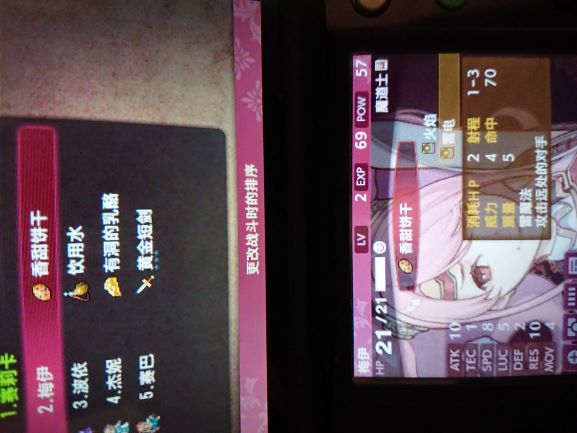 1.赛莉卡
2.梅伊 香甜饼干
3.波依 饮用水
4.杰妮 有洞的乳酪
5.赛巴 黄金短剑
更改战斗时的排序
梅伊 LV 2 EXP 69 POW 57
HP 21/21 魔道士
香甜饼干
火焰
雷电
ATK 10
TEC 1
SPD 8
LUC 5
DEF 2
RES 10
MOV 4
消耗HP 2 射程 1-3
威力 4 命中 70
质量 5
雷魔法
攻击远处的对手